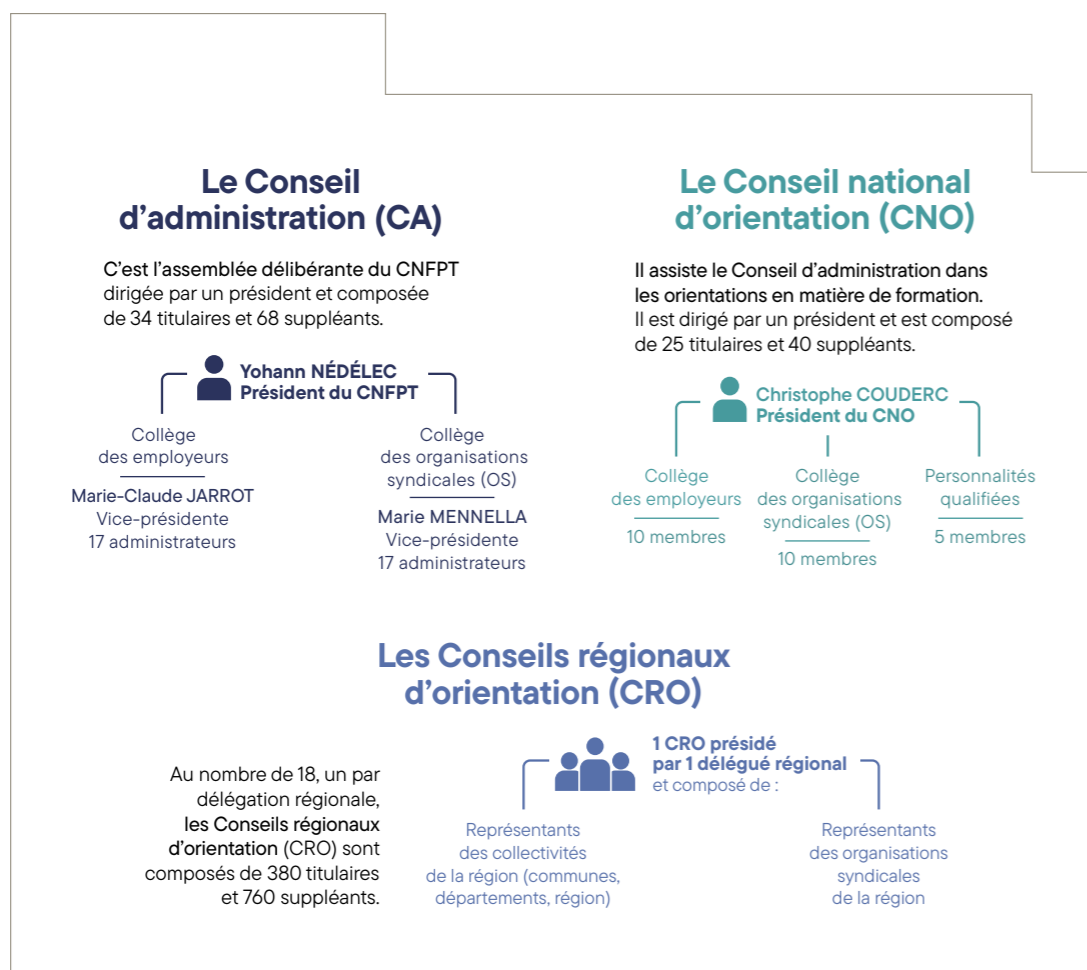 Le Conseil
d'administration (CA)
C'est l'assemblée délibérante du CNFPT
dirigée par un président et composée
de 34 titulaires et 68 suppléants.
Yohann NÉDÉLEC
Président du CNFPT
Collège
des employeurs
Marie-Claude JARROT
Vice-présidente
17 administrateurs
Collège
des organisations
syndicales (OS)
Marie MENNELLA
Vice-présidente
17 administrateurs
Le Conseil national
d'orientation (CNO)
Il assiste le Conseil d'administration dans
les orientations en matière de formation.
Il est dirigé par un président et est composé
de 25 titulaires et 40 suppléants.
Christophe COUDERC
Président du CNO
Collège
des employeurs
10 membres
Collège
des organisations
syndicales (OS)
10 membres
Personnalités
qualifiées
5 membres
Les Conseils régionaux
d'orientation (CRO)
Au nombre de 18, un par
délégation régionale,
les Conseils régionaux
d'orientation (CRO) sont
composés de 380 titulaires
et 760 suppléants.
1 CRO présidé
par 1 délégué régional
et composé de :
Représentants
des collectivités
de la région (communes,
départements, région)
Représentants
des organisations
syndicales
de la région